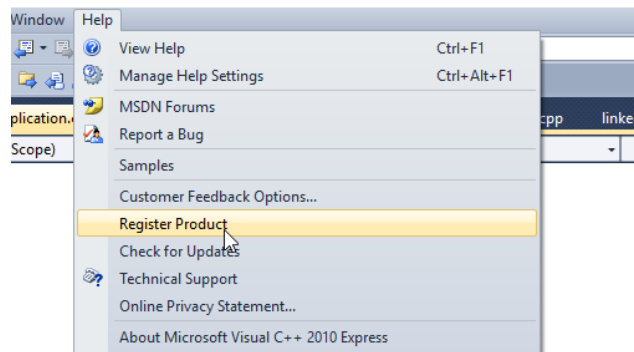 Window Help
View Help Ctrl+F1
Manage Help Settings Ctrl+Alt+F1
MSDN Forums
plication. cpp linke
Report a Bug
Scope)
Samples
Customer Feedback Options...
Register Product
Check for Updates
Technical Support
Online Privacy Statement...
About Microsoft Visual C++ 2010 Express